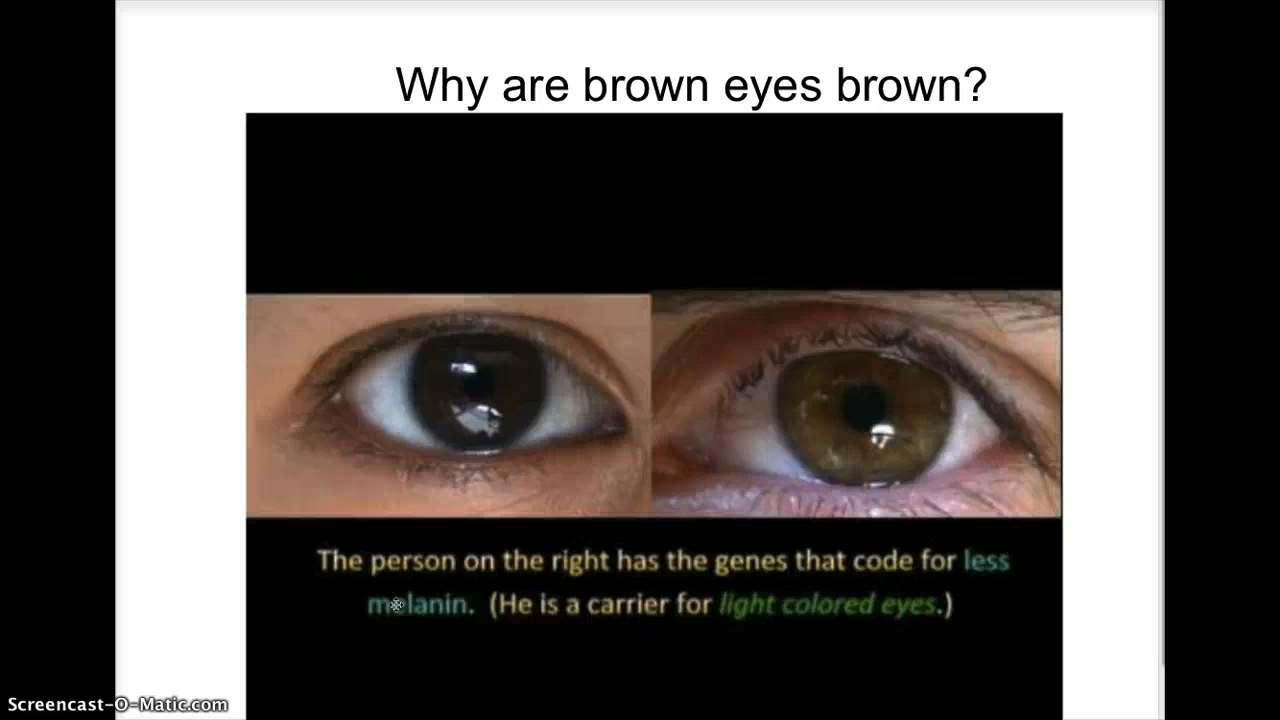 Why are brown eyes brown?
The person on the right has the genes that code for less
melanin. (He is a carrier for light colored eyes.)
Screencast-O-Matic.com